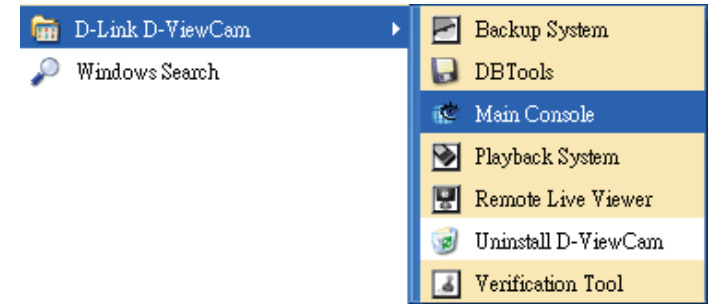 D-Link D-ViewCam
Windows Search
Backup System
DBTools
Main Console
Playback System
Remote Live Viewer
Uninstall D-ViewCam
Verification Tool